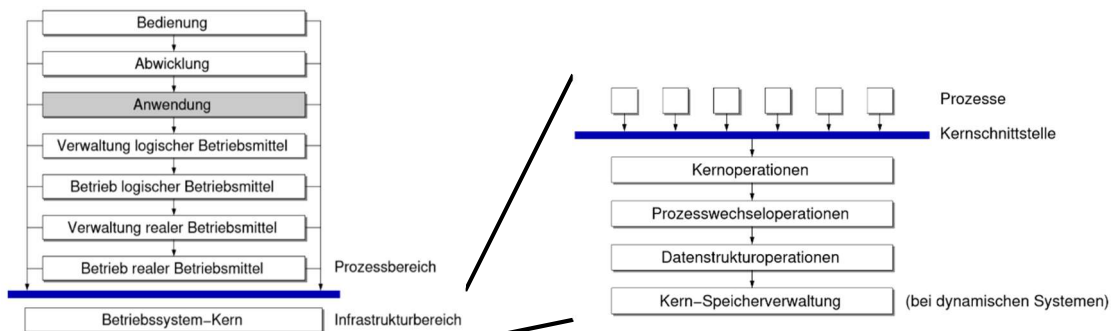 Bedienung
Abwicklung
Anwendung
Verwaltung logischer Betriebsmittel
Betrieb logischer Betriebsmittel
Verwaltung realer Betriebsmittel
Betrieb realer Betriebsmittel
Prozessbereich
Betriebssystem-Kern
Infrastrukturbereich
Prozesse
Kernschnittstelle
Kernoperationen
Prozesswechseloperationen
Datenstrukturoperationen
Kern-Speicherverwaltung
(bei dynamischen Systemen)